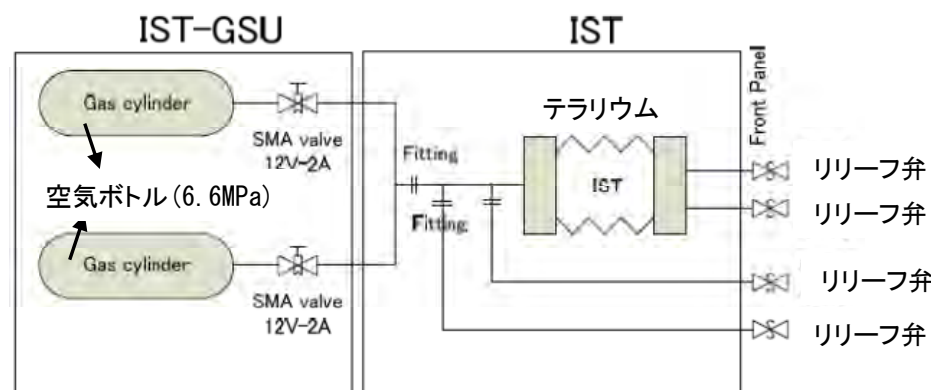 IST-GSU
IST
Gas cylinder
SMA valve
12V-2A
空気ボトル(6.6MPa)
Gas cylinder
SMA valve
12V-2A
Fitting
Fitting
テラリウム
IST
Front Panel
リリーフ弁
リリーフ弁
リリーフ弁
リリーフ弁